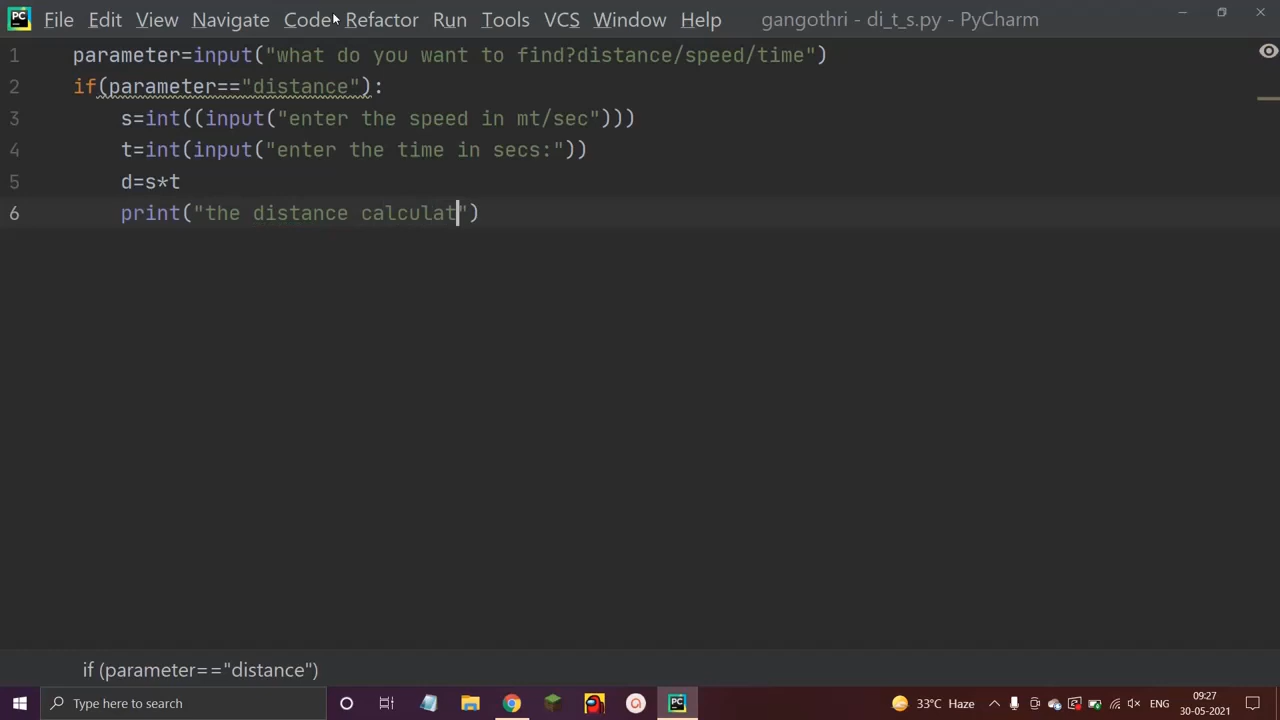 PC File Edit View Navigate Code Refactor Run Tools VCS Window Help gangothri - di_t_s.py - PyCharm
1 parameter=input("what do you want to find?distance/speed/time")
2 if(parameter=="distance"):
3 s=int((input("enter the speed in mt/sec")))
4 t=int(input("enter the time in secs:"))
5 d=s*t
6 print("the distance calculat")
if (parameter=="distance")
Type here to search PC 33°C Haze ENG 09:27
30-05-2021